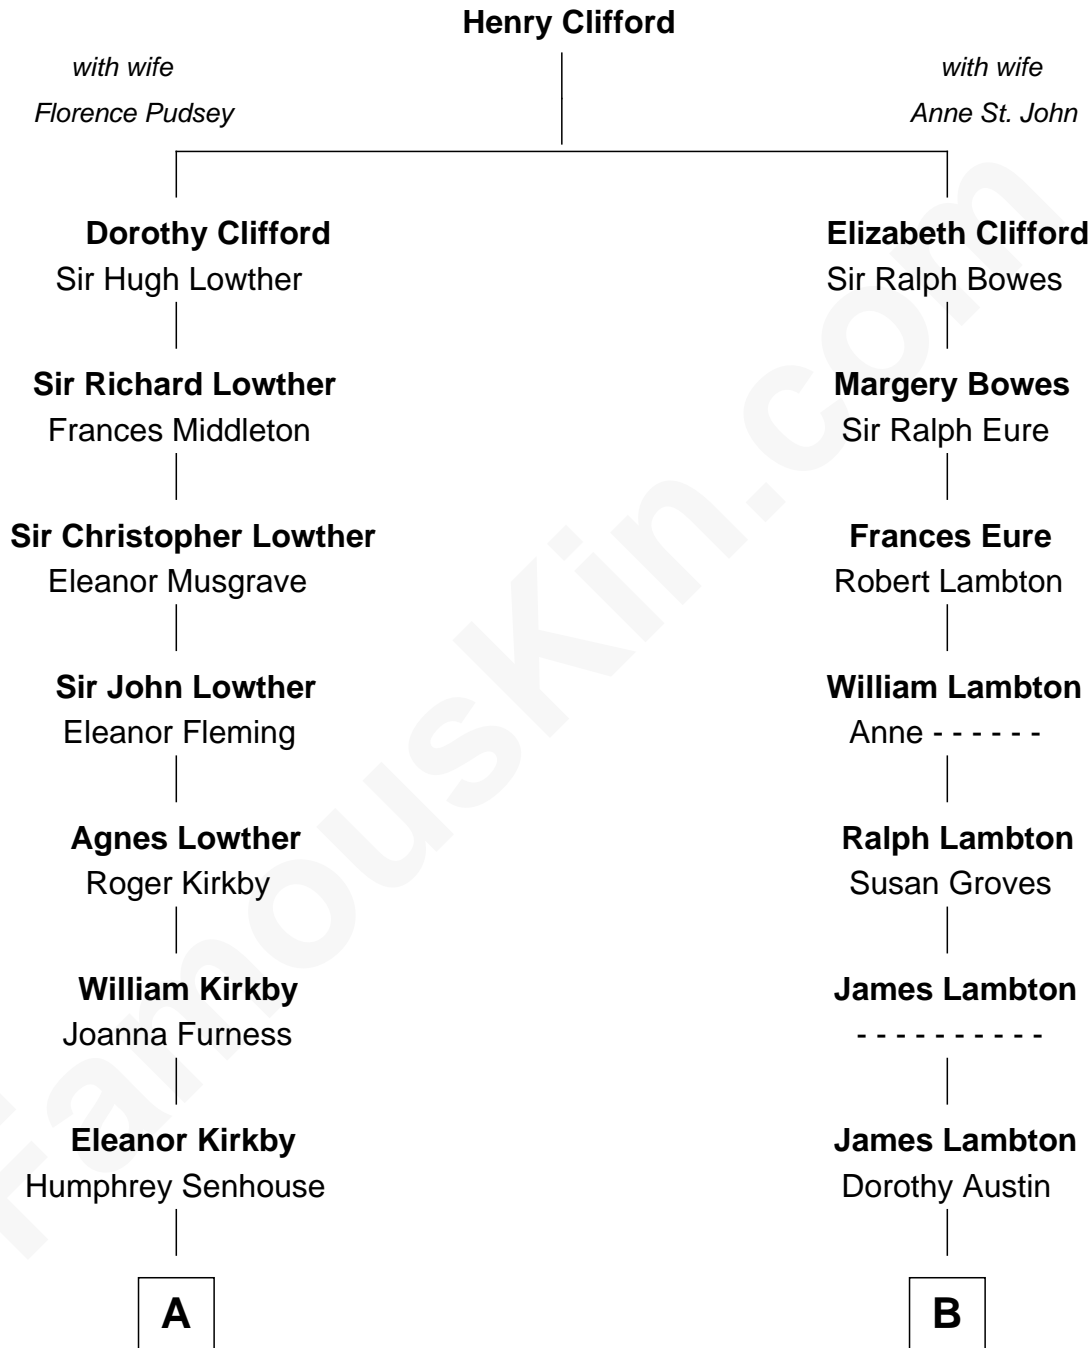 Henry Clifford
with wife
Florence Pudsey
with wife
Anne St. John
Dorothy Clifford
Sir Hugh Lowther
Elizabeth Clifford
Sir Ralph Bowes
Sir Richard Lowther
Frances Middleton
Margery Bowes
Sir Ralph Eure
Sir Christopher Lowther
Eleanor Musgrave
Frances Eure
Robert Lambton
Sir John Lowther
Eleanor Fleming
William Lambton
Anne - - - - - -
Agnes Lowther
Roger Kirkby
Ralph Lambton
Susan Groves
William Kirkby
Joanna Furness
James Lambton
- - - - - - - - - -
Eleanor Kirkby
Humphrey Senhouse
James Lambton
Dorothy Austin
A
B
FamousKin.com